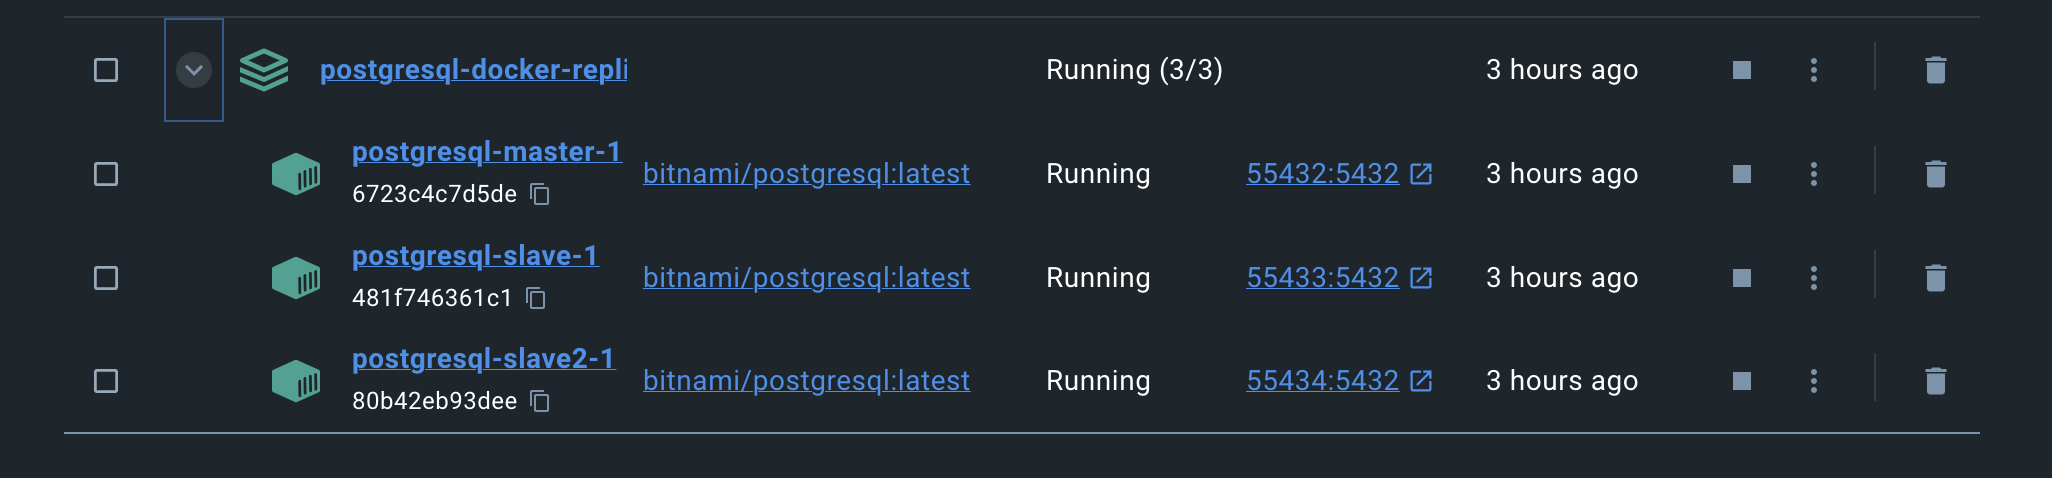 postgresql-docker-repli Running (3/3) 3 hours ago
postgresql-master-1
6723c4c7d5de bitnami/postgresql:latest Running 55432:5432 3 hours ago
postgresql-slave-1
481f746361c1 bitnami/postgresql:latest Running 55433:5432 3 hours ago
postgresql-slave2-1
80b42eb93dee bitnami/postgresql:latest Running 55434:5432 3 hours ago